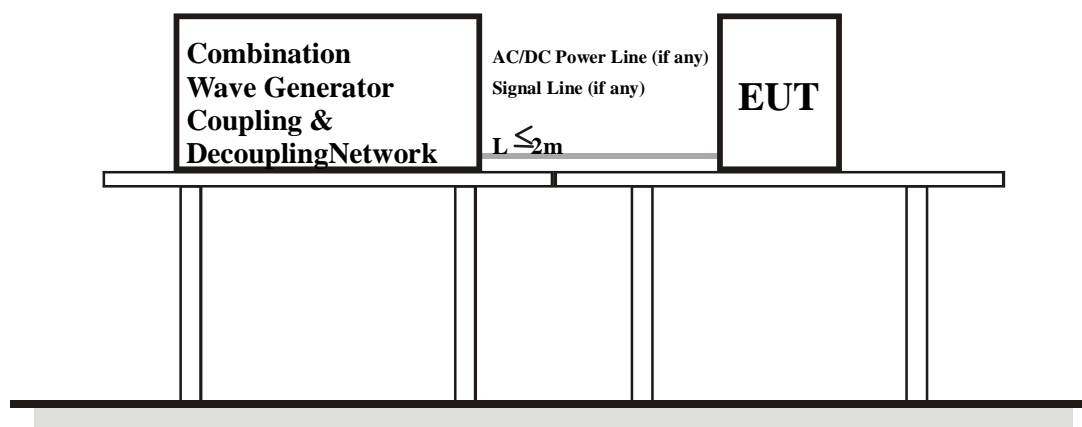 Combination
Wave Generator
Coupling &
DecouplingNetwork
AC/DC Power Line (if any)
Signal Line (if any)
L ≤2m
EUT